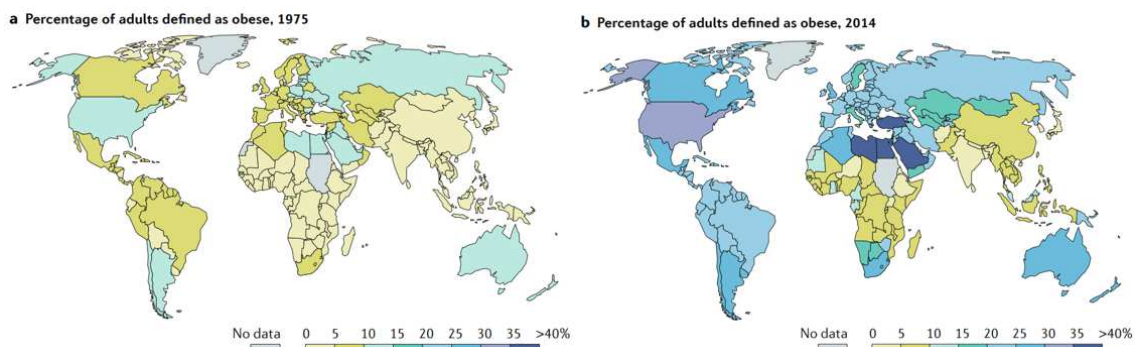 a Percentage of adults defined as obese, 1975
No data 0 5 10 15 20 25 30 35 >40%
b Percentage of adults defined as obese, 2014
No data 0 5 10 15 20 25 30 35 >40%